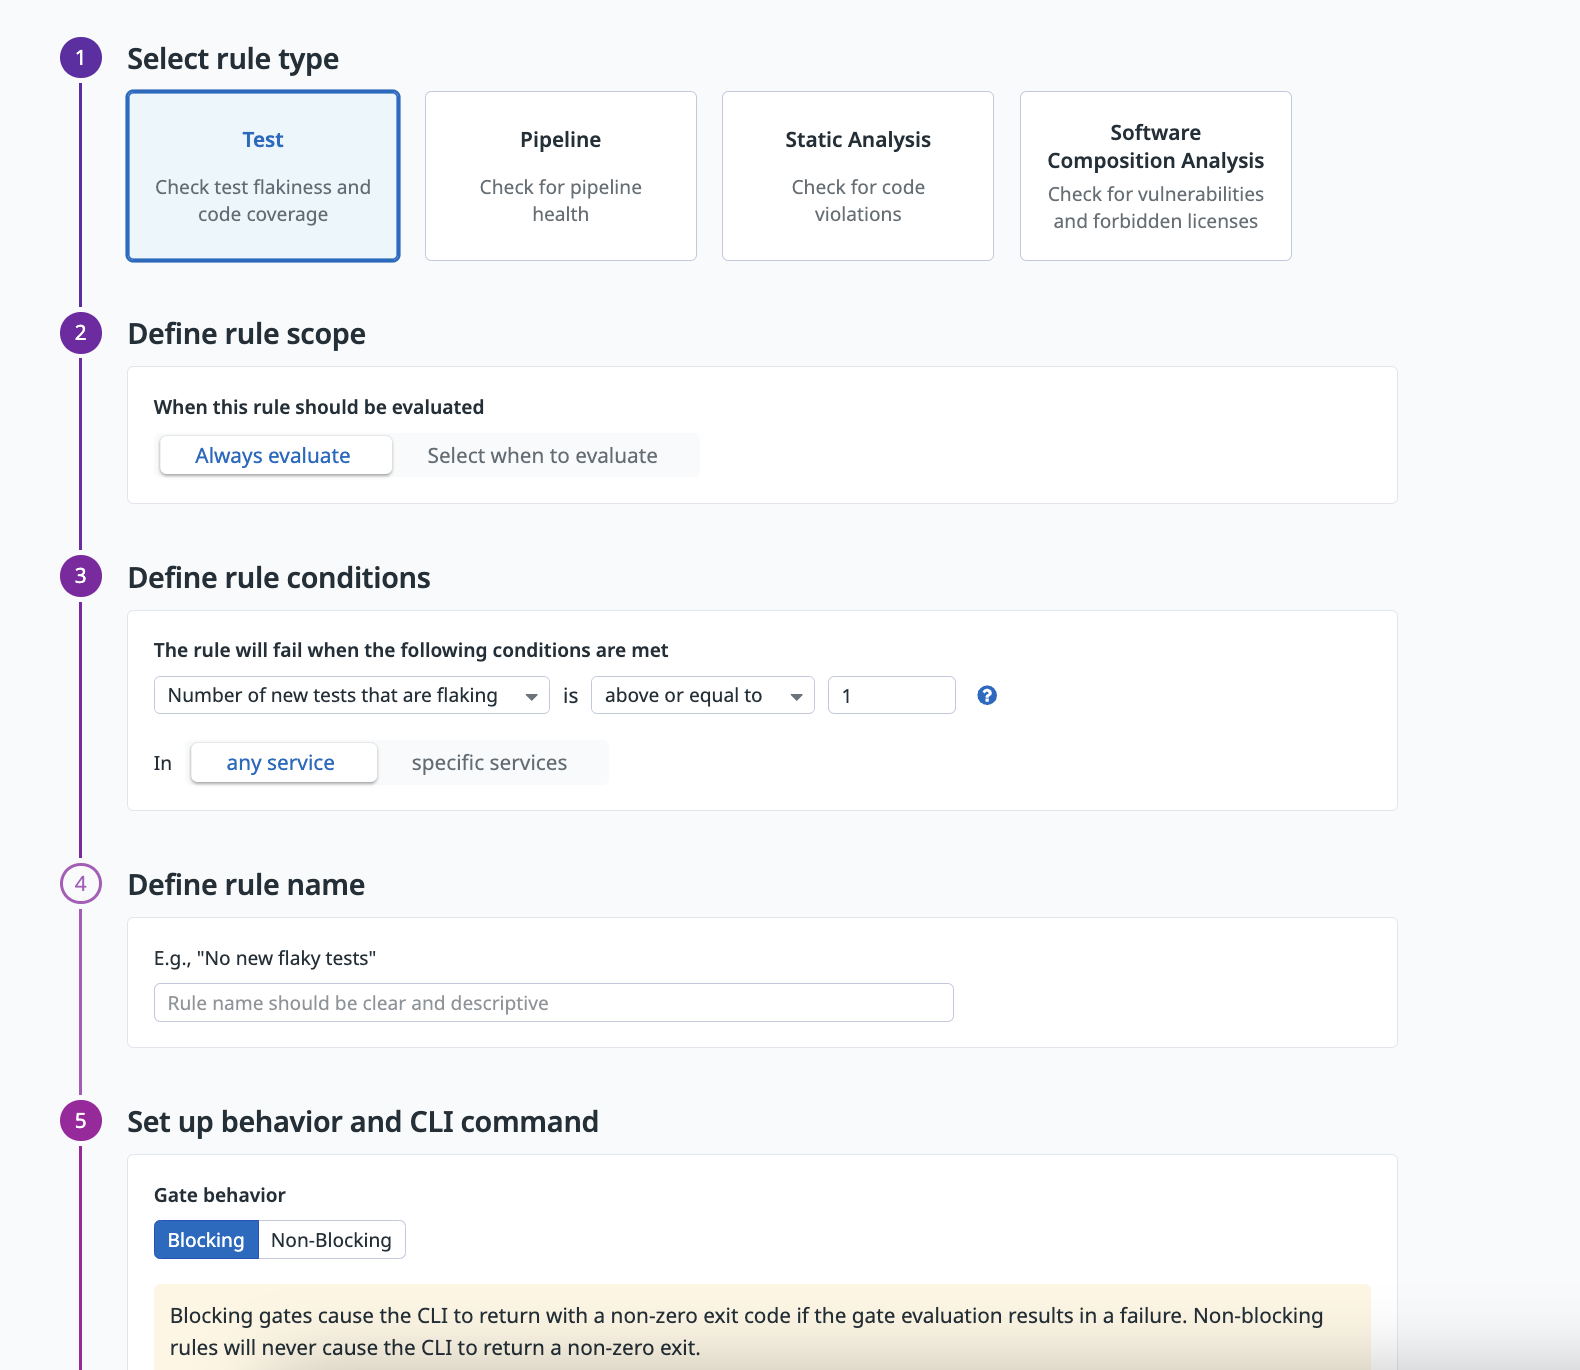 1
Select rule type
Test
Check test flakiness and
code coverage
Pipeline
Check for pipeline
health
Static Analysis
Check for code
violations
Software
Composition Analysis
Check for vulnerabilities
and forbidden licenses
2
Define rule scope
When this rule should be evaluated
Always evaluate
Select when to evaluate
3
Define rule conditions
The rule will fail when the following conditions are met
Number of new tests that are flaking is above or equal to 1 ?
In any service specific services
4
Define rule name
E.g., "No new flaky tests"
Rule name should be clear and descriptive
5
Set up behavior and CLI command
Gate behavior
Blocking Non-Blocking
Blocking gates cause the CLI to return with a non-zero exit code if the gate evaluation results in a failure. Non-blocking
rules will never cause the CLI to return a non-zero exit.